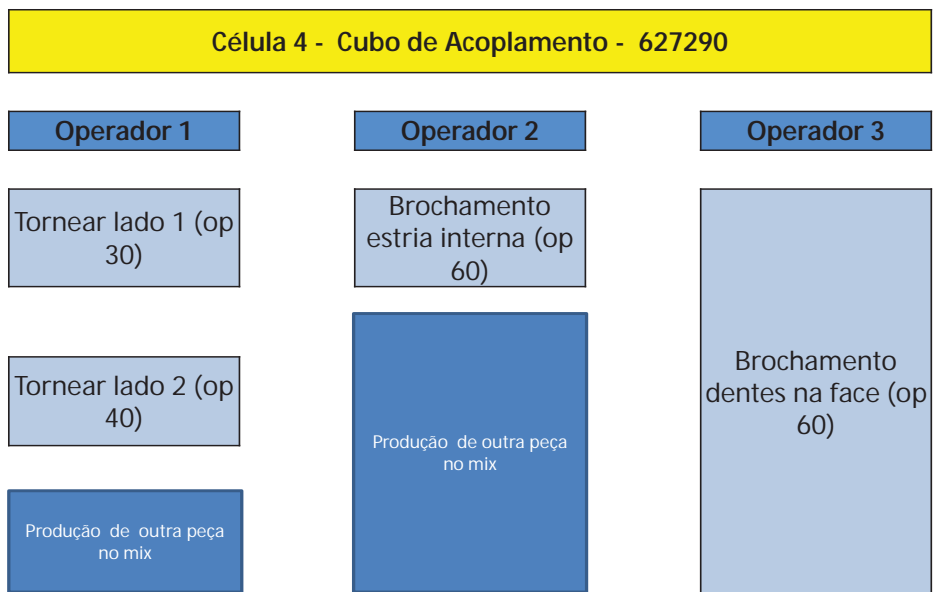 Célula 4 - Cubo de Acoplamento - 627290
Operador 1
Operador 2
Operador 3
Tornear lado 1 (op
30)
Brochamento
estria interna (op
60)
Brochamento
dentes na face (op
60)
Tornear lado 2 (op
40)
Produção de outra peça
no mix
Produção de outra peça
no mix